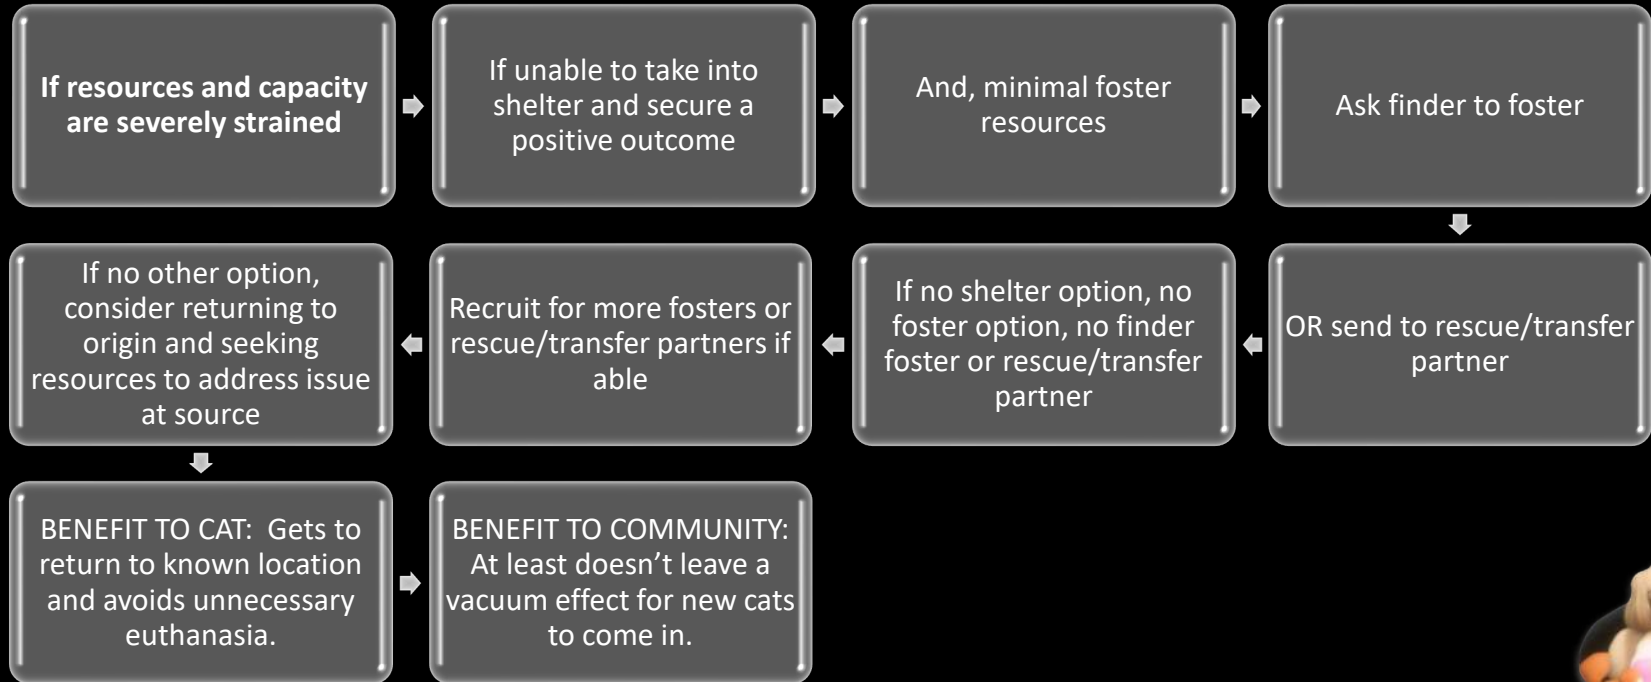 If resources and capacity
are severely strained
If unable to take into
shelter and secure a
positive outcome
And, minimal foster
resources
Ask finder to foster
OR send to rescue/transfer
partner
If no shelter option, no
foster option, no finder
foster or rescue/transfer
partner
Recruit for more fosters or
rescue/transfer partners if
able
If no other option,
consider returning to
origin and seeking
resources to address issue
at source
BENEFIT TO CAT:  Gets to
return to known location
and avoids unnecessary
euthanasia.
BENEFIT TO COMMUNITY:
At least doesn’t leave a
vacuum effect for new cats
to come in.